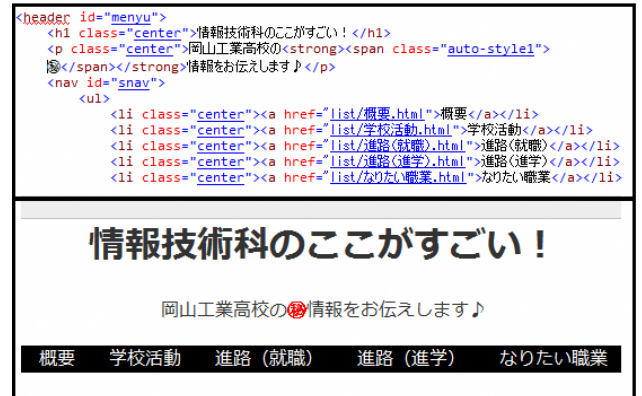 <header id="menyu">
<h1 class="center">情報技術科のここがすごい！</h1>
<p class="center">岡山工業高校の<strong><span class="auto-style1">
㊙</span></strong>情報をお伝えします♪</p>
<nav id="snav">
<ul>
<li class="center"><a href="list/概要.html">概要</a></li>
<li class="center"><a href="list/学校活動.html">学校活動</a></li>
<li class="center"><a href="list/進路(就職).html">進路(就職)</a></li>
<li class="center"><a href="list/進路(進学).html">進路(進学)</a></li>
<li class="center"><a href="list/なりたい職業.html">なりたい職業</a></li>
情報技術科のここがすごい！
岡山工業高校の㊙情報をお伝えします♪
概要 学校活動 進路（就職） 進路（進学） なりたい職業